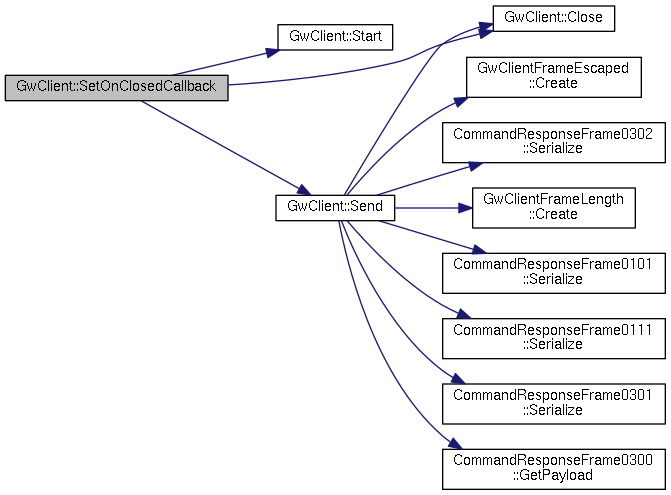 GwClient::Close
GwClient::Start
GwClientFrameEscaped
::Create
GwClient::SetOnClosedCallback
CommandResponseFrame0302
::Serialize
GwClient::Send
GwClientFrameLength
::Create
CommandResponseFrame0101
::Serialize
CommandResponseFrame0111
::Serialize
CommandResponseFrame0301
::Serialize
CommandResponseFrame0300
::GetPayload